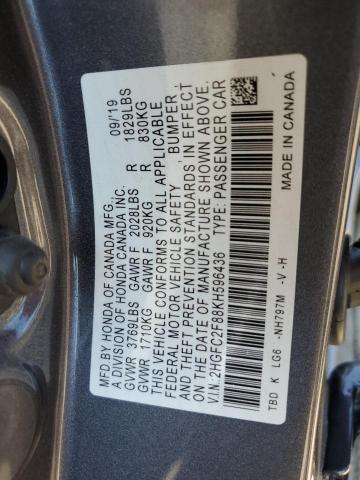 MFD.BY HONDA OF CANADA MFG. 09/19
A DIVISION OF HONDA CANADA INC.
GVWR 3769LBS GAWR F 2028LBS R 1829LBS
GVWR 1710KG GAWR F 920KG R 830KG
THIS VEHICLE CONFORMS TO ALL APPLICABLE
FEDERAL MOTOR VEHICLE SAFETY, BUMPER,
AND THEFT PREVENTION STANDARDS IN EFFECT
ON THE DATE OF MANUFACTURE SHOWN ABOVE.
V.I.N:2HGFC2F88KH596436 TYPE: PASSENGER CAR
TBD K LG6 -NH797M -V-H MADE IN CANADA